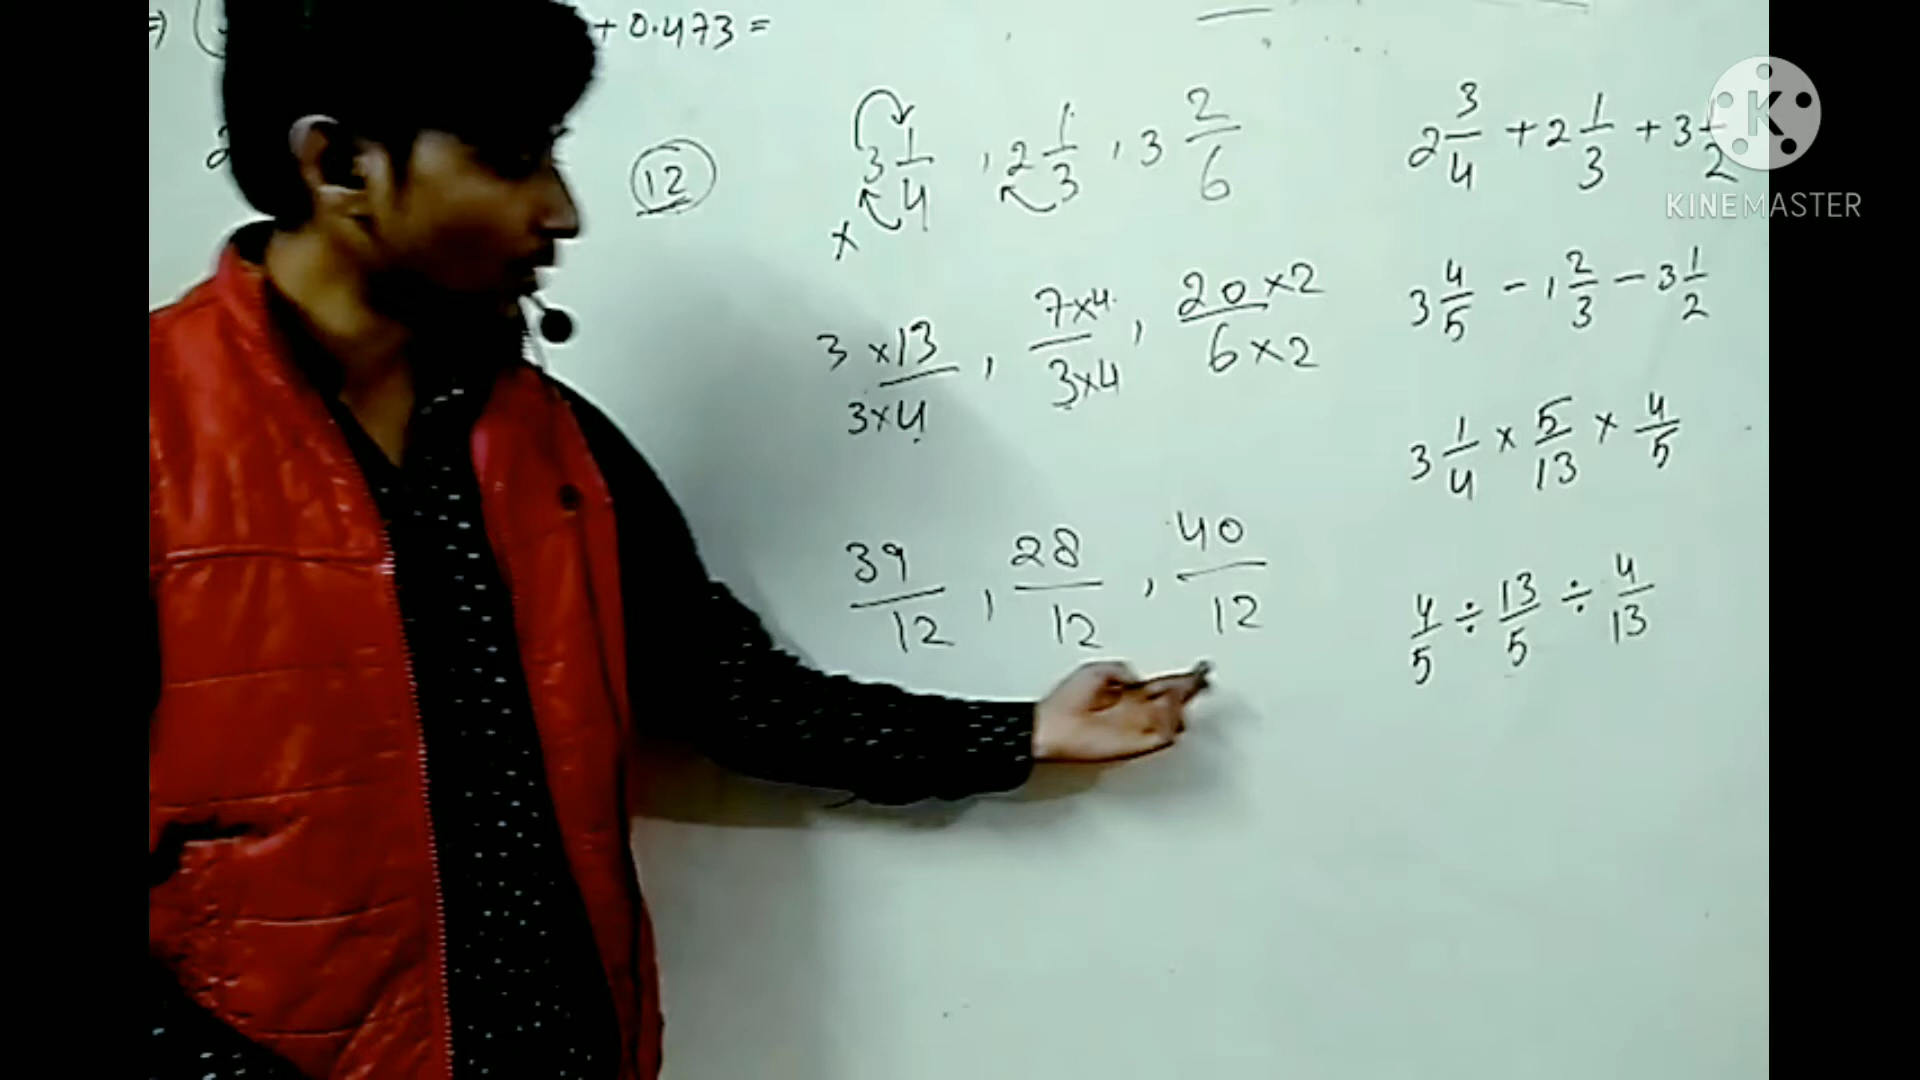 + 0.473 =
12
3 1/4 , 2 1/3 , 3 2/6
×
3×13/3×4 , 7×4/3×4 , 20×2/6×2
39/12 , 28/12 , 40/12
2 3/4 + 2 1/3 + 3 1/2
3 4/5 - 1 2/3 - 3 1/2
3 1/4 × 5/13 × 4/5
4/5 ÷ 13/5 ÷ 4/13
K
KINEMASTER